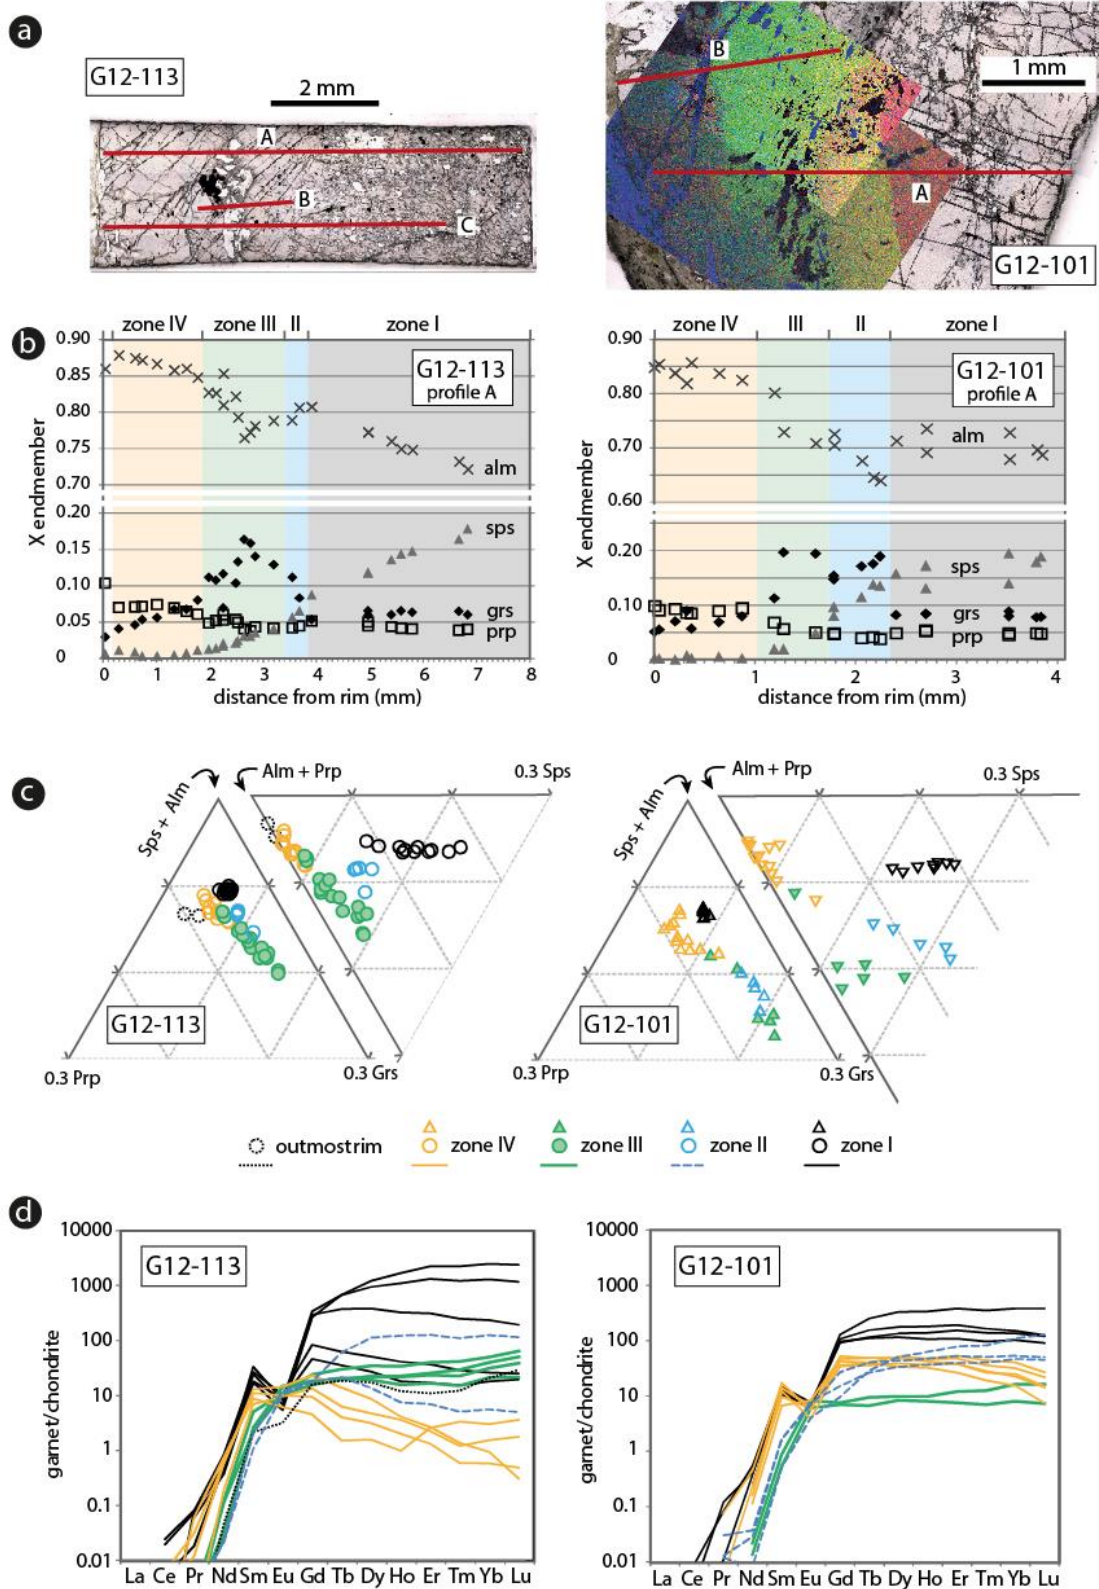 a
G12-113
2 mm
A
B
C
B
1 mm
A
G12-101
b
zone IV
zone III
II
zone I
0.90
0.85
0.80
0.75
0.70
0.20
0.15
0.10
0.05
0
X endmember
G12-113
profile A
alm
sps
grs
prp
0 1 2 3 4 5 6 7 8
distance from rim (mm)
zone IV
III
II
zone I
0.90
0.80
0.70
0.60
0.20
0.10
0
X endmember
G12-101
profile A
alm
sps
grs
prp
0 1 2 3 4
distance from rim (mm)
c
Sps + Alm
Alm + Prp
0.3 Sps
G12-113
0.3 Prp
0.3 Grs
Sps + Alm
Alm + Prp
0.3 Sps
G12-101
0.3 Prp
0.3 Grs
outmostrim
zone IV
zone III
zone II
zone I
d
10000
1000
100
10
1
0.1
0.01
garnet/chondrite
G12-113
La Ce Pr Nd Sm Eu Gd Tb Dy Ho Er Tm Yb Lu
10000
1000
100
10
1
0.1
0.01
garnet/chondrite
G12-101
La Ce Pr Nd Sm Eu Gd Tb Dy Ho Er Tm Yb Lu